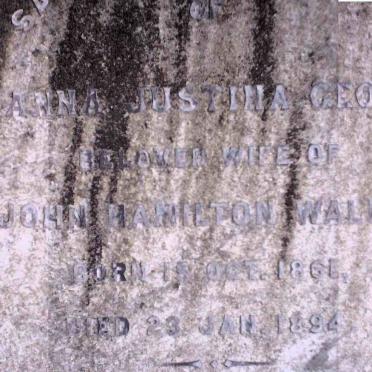 OF
ANNA JUSTINA GEO
BELOVED WIFE OF
JOHN HAMILTON WAL
BORN 15 OCT. 1861,
DIED 23 JAN. 1894